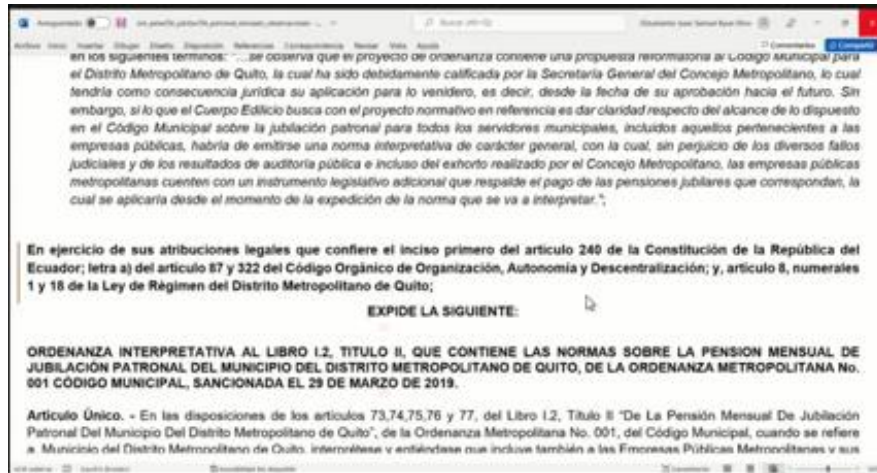 Archivo Inicio Insertar Dibujar Diseño Disposición Referencias Correspondencia Revisar Vista Ayuda
Comentarios Compartir
en los siguientes términos: "...se observa que el proyecto de ordenanza contiene una propuesta reformatoria al Código Municipal para
el Distrito Metropolitano de Quito, la cual ha sido debidamente calificada por la Secretaría General del Concejo Metropolitano, lo cual
tendría como consecuencia jurídica su aplicación para lo venidero, es decir, desde la fecha de su aprobación hacia el futuro. Sin
embargo, si lo que el Cuerpo Edilicio busca con el proyecto normativo en referencia es dar claridad respecto del alcance de lo dispuesto
en el Código Municipal sobre la jubilación patronal para todos los servidores municipales, incluidos aquellos pertenecientes a las
empresas públicas, habría de emitirse una norma interpretativa de carácter general, con la cual, sin perjuicio de los diversos fallos
judiciales y de los resultados de auditoría pública e incluso del exhorto realizado por el Concejo Metropolitano, las empresas públicas
metropolitanas cuenten con un instrumento legislativo adicional que respalde el pago de las pensiones jubilares que correspondan, la
cual se aplicaría desde el momento de la expedición de la norma que se va a interpretar.";
En ejercicio de sus atribuciones legales que confiere el inciso primero del artículo 240 de la Constitución de la República del
Ecuador; letra a) del artículo 87 y 322 del Código Orgánico de Organización, Autonomía y Descentralización; y, artículo 8, numerales
1 y 18 de la Ley de Régimen del Distrito Metropolitano de Quito;
EXPIDE LA SIGUIENTE:
ORDENANZA INTERPRETATIVA AL LIBRO I.2, TITULO II, QUE CONTIENE LAS NORMAS SOBRE LA PENSION MENSUAL DE
JUBILACIÓN PATRONAL DEL MUNICIPIO DEL DISTRITO METROPOLITANO DE QUITO, DE LA ORDENANZA METROPOLITANA No.
001 CÓDIGO MUNICIPAL, SANCIONADA EL 29 DE MARZO DE 2019.
Artículo Único. - En las disposiciones de los artículos 73,74,75,76 y 77, del Libro I.2, Título II "De La Pensión Mensual De Jubilación
Patronal Del Municipio Del Distrito Metropolitano de Quito", de la Ordenanza Metropolitana No. 001, del Código Municipal, cuando se refiere
a Municipio del Distrito Metropolitano de Quito, interprétese y entiéndase que incluye también a las Empresas Públicas Metropolitanas y sus